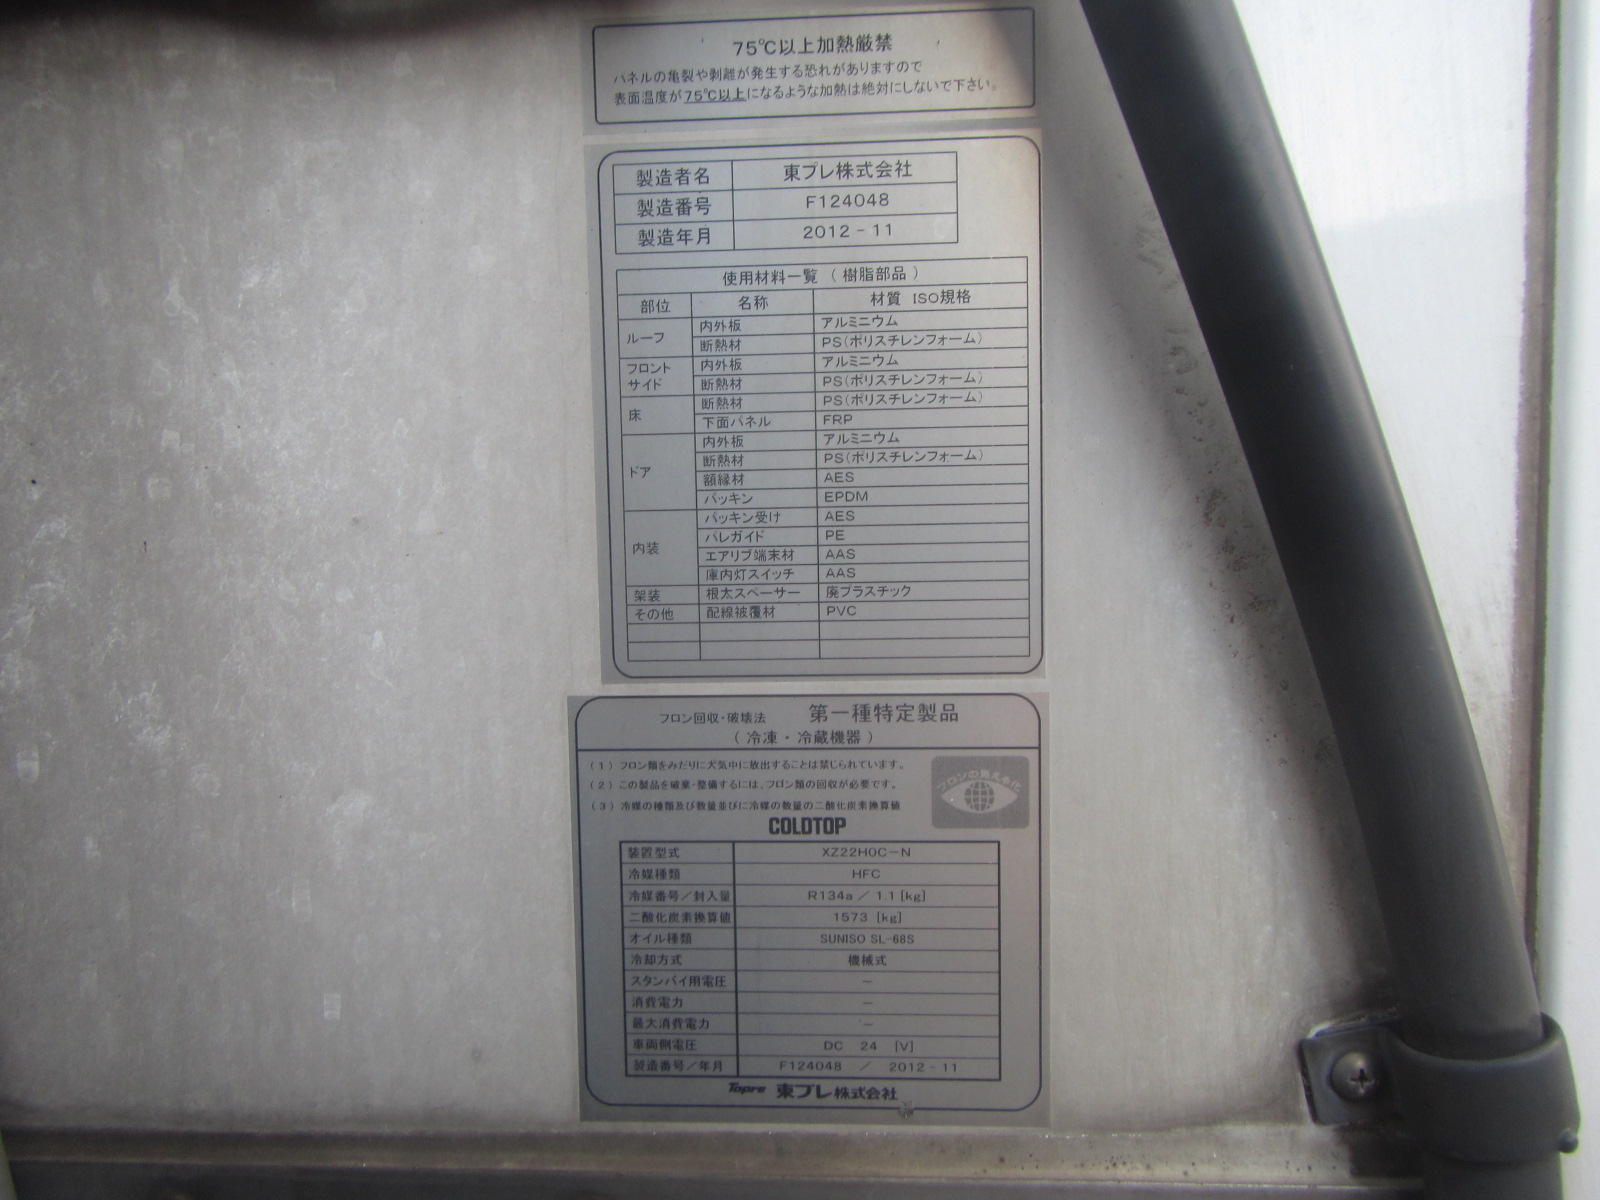 75℃以上加熱厳禁
パネルの亀裂や剥離が発生する恐れがありますので
表面温度が75℃以上になるような加熱は絶対にしないで下さい。
製造者名 東プレ株式会社
製造番号 F124048
製造年月 2012 - 11
使用材料一覧 (樹脂部品)
部位 名称 材質 ISO規格
ルーフ 内外板 アルミニウム
断熱材 PS(ポリスチレンフォーム)
フロント サイド 内外板 アルミニウム
断熱材 PS(ポリスチレンフォーム)
床 断熱材 PS(ポリスチレンフォーム)
下面パネル FRP
ドア 内外板 アルミニウム
断熱材 PS(ポリスチレンフォーム)
額縁材 AES
パッキン EPDM
内装 パッキン受け AES
バレガイド PE
エアリブ端末材 AAS
庫内灯スイッチ AAS
架装 根太スペーサー 廃プラスチック
その他 配線被覆材 PVC
フロン回収・破壊法 第一種特定製品
(冷凍・冷蔵機器)
(1) フロン類をみだりに大気中に放出することは禁じられています。
(2) この製品を破棄・整備するには、フロン類の回収が必要です。
(3) 冷媒の種類及び数量並びに冷媒の数量の二酸化炭素換算値
フロンの見える化
COLDTOP
装置型式 XZ22H0C-N
冷媒種類 HFC
冷媒番号/封入量 R134a / 1.1 [kg]
二酸化炭素換算値 1573 [kg]
オイル種類 SUNISO SL-68S
冷却方式 機械式
スタンバイ用電圧 -
消費電力 -
最大消費電力 -
車両側電圧 DC 24 [V]
製造番号/年月 F124048 / 2012 - 11
Topre 東プレ株式会社